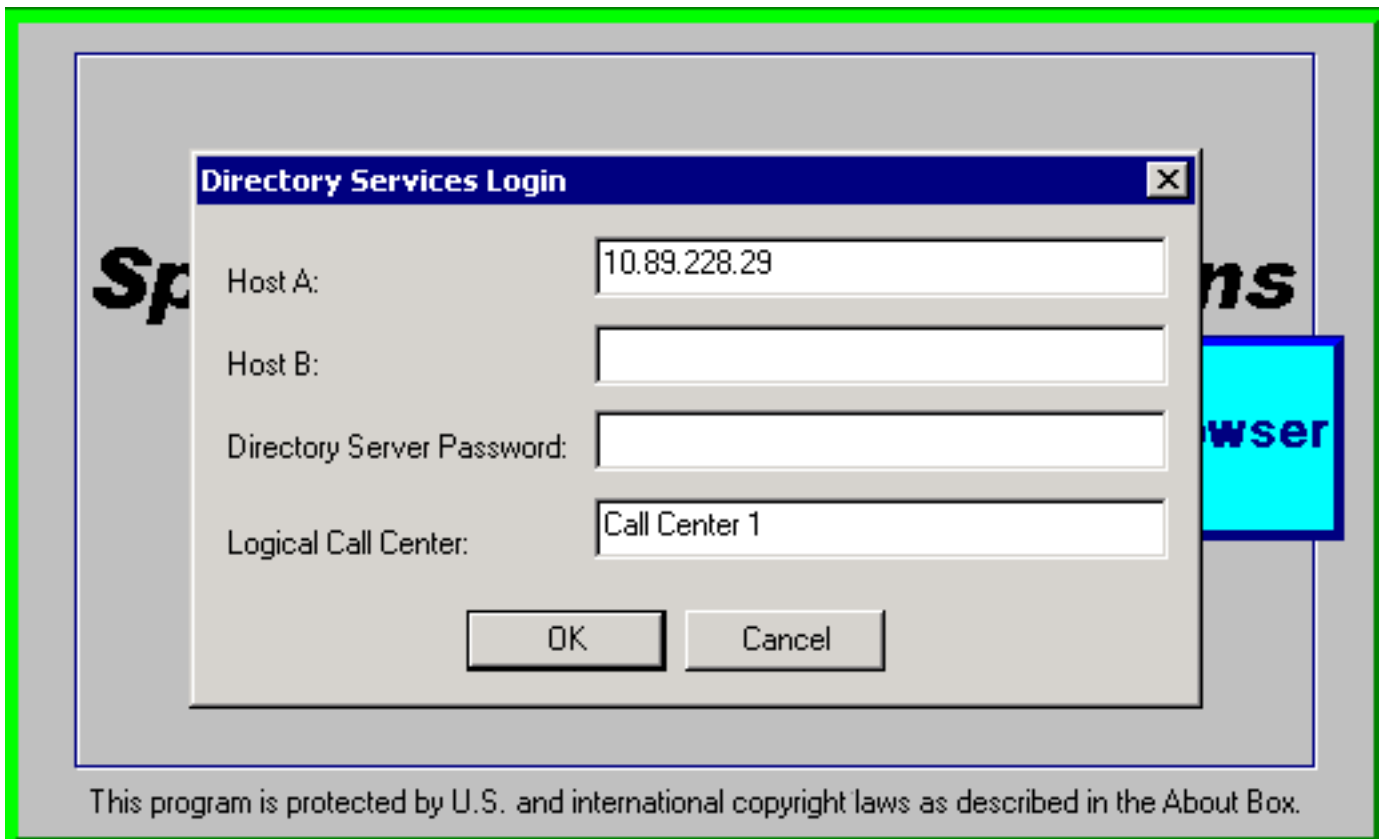 Directory Services Login
Host A: 10.89.228.29
Host B:
Directory Server Password:
Logical Call Center: Call Center 1
OK Cancel
This program is protected by U.S. and international copyright laws as described in the About Box.